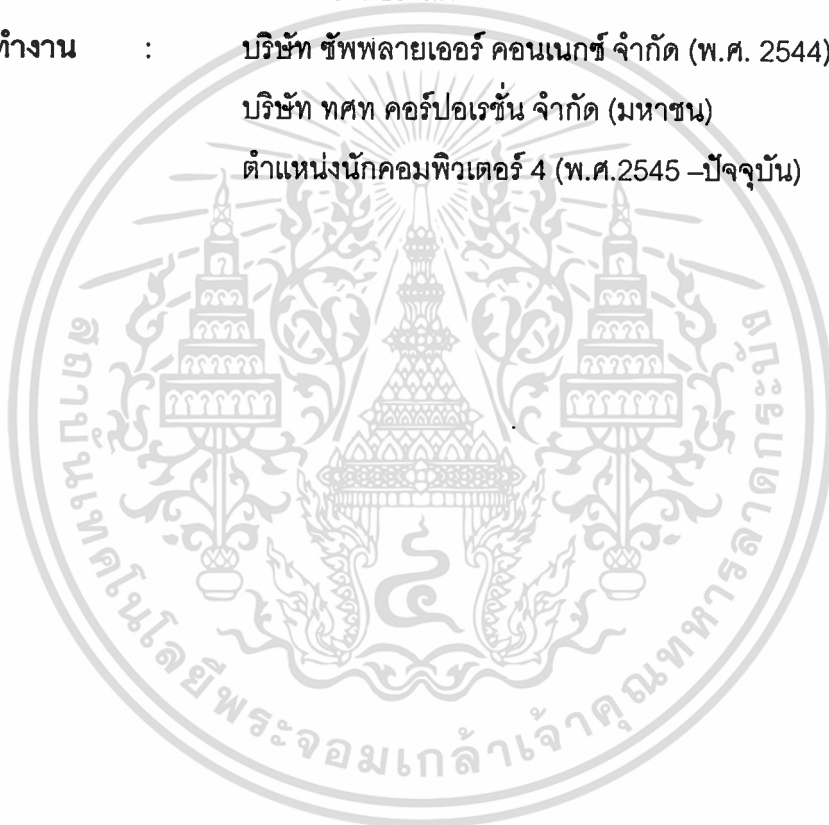 ทำงาน : บริษัท ซัพพลายเออร์ คอนเนกซ์ จำกัด (พ.ศ. 2544)
บริษัท ทศท คอร์ปอเรชั่น จำกัด (มหาชน)
ตำแหน่งนักคอมพิวเตอร์ 4 (พ.ศ.2545 –ปัจจุบัน)
สถาบันเทคโนโลยีพระจอมเกล้าเจ้าคุณทหารลาดกระบัง